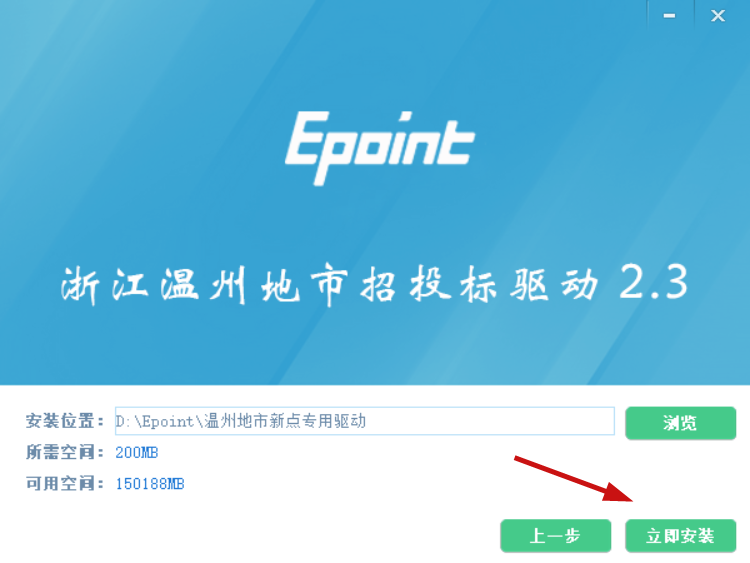 Epoint
浙江温州地市招投标驱动 2.3
安装位置： D:\Epoint\温州地市新点专用驱动 浏览
所需空间： 200MB
可用空间： 150188MB
上一步 立即安装